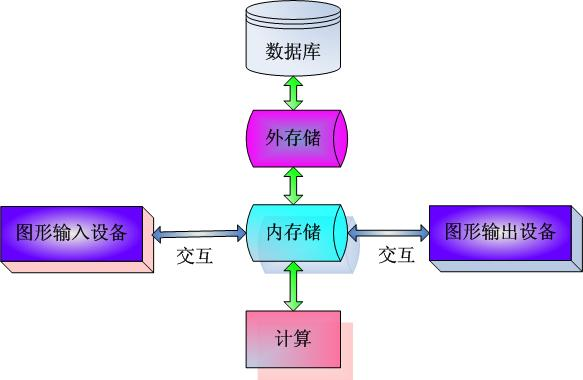 数据库
外存储
图形输入设备
交互
内存储
交互
图形输出设备
计算